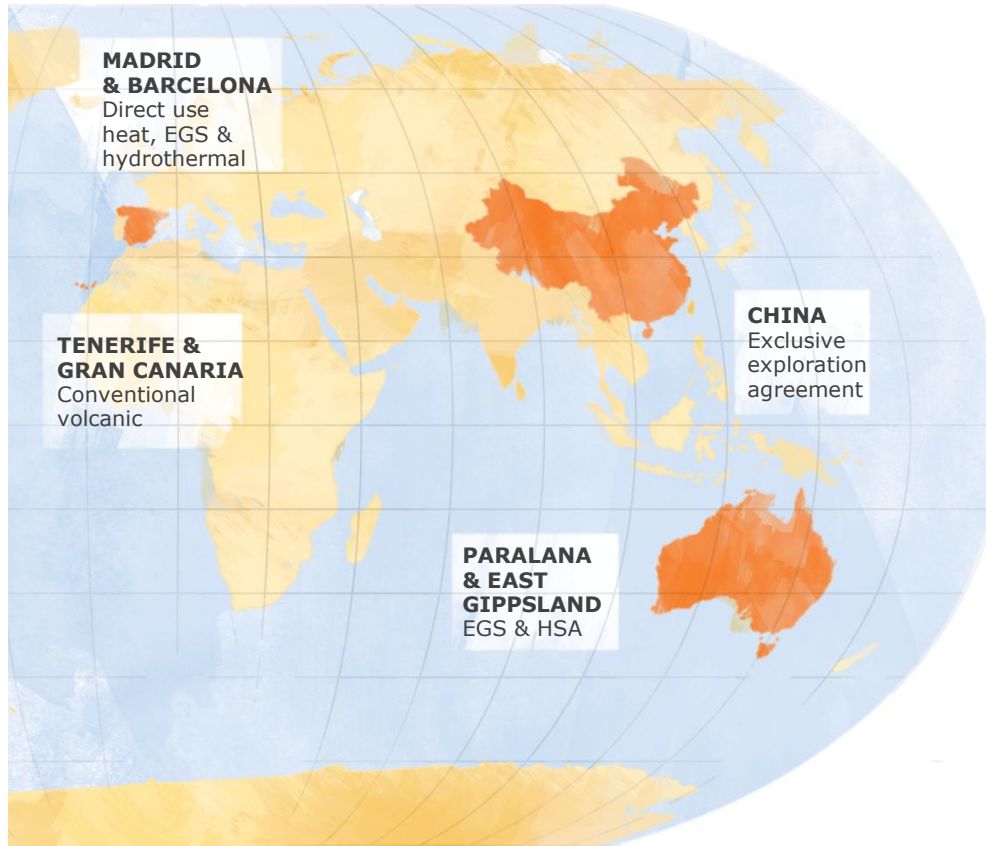 MADRID
& BARCELONA
Direct use
heat, EGS &
hydrothermal
TENERIFE &
GRAN CANARIA
Conventional
volcanic
CHINA
Exclusive
exploration
agreement
PARALANA
& EAST
GIPPSLAND
EGS & HSA